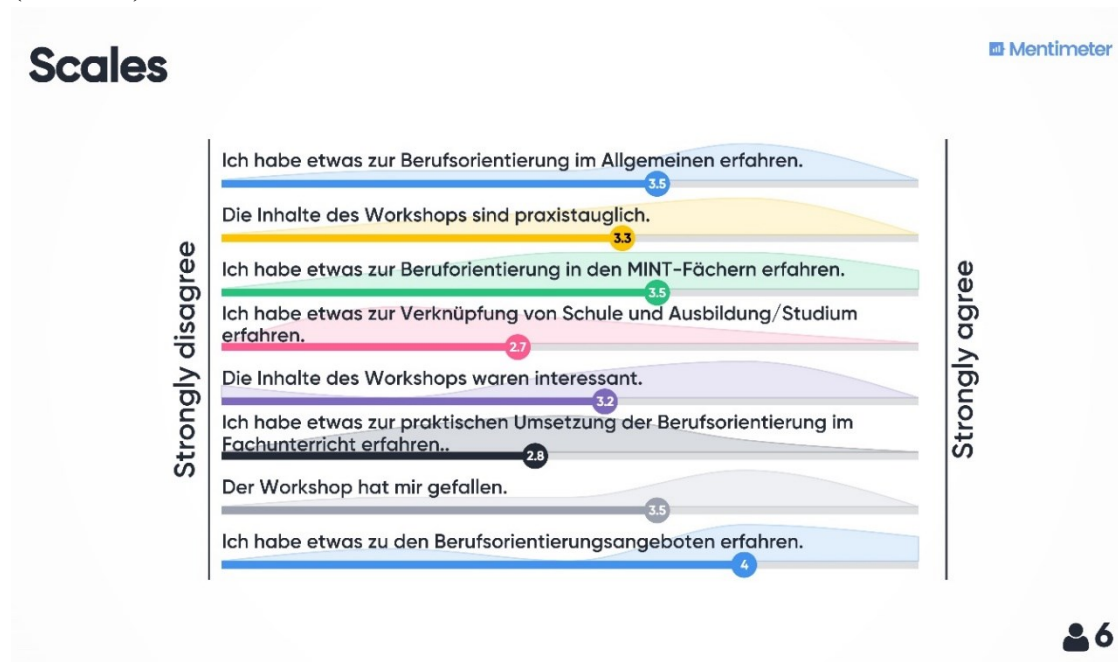 Scales
Mentimeter
Strongly disagree
Ich habe etwas zur Berufsorientierung im Allgemeinen erfahren.
3.5
Die Inhalte des Workshops sind praxistauglich.
3.3
Ich habe etwas zur Beruforientierung in den MINT-Fächern erfahren.
3.5
Ich habe etwas zur Verknüpfung von Schule und Ausbildung/Studium
erfahren.
2.7
Die Inhalte des Workshops waren interessant.
3.2
Ich habe etwas zur praktischen Umsetzung der Berufsorientierung im
Fachunterricht erfahren..
2.8
Der Workshop hat mir gefallen.
3.5
Ich habe etwas zu den Berufsorientierungsangeboten erfahren.
4
Strongly agree
6